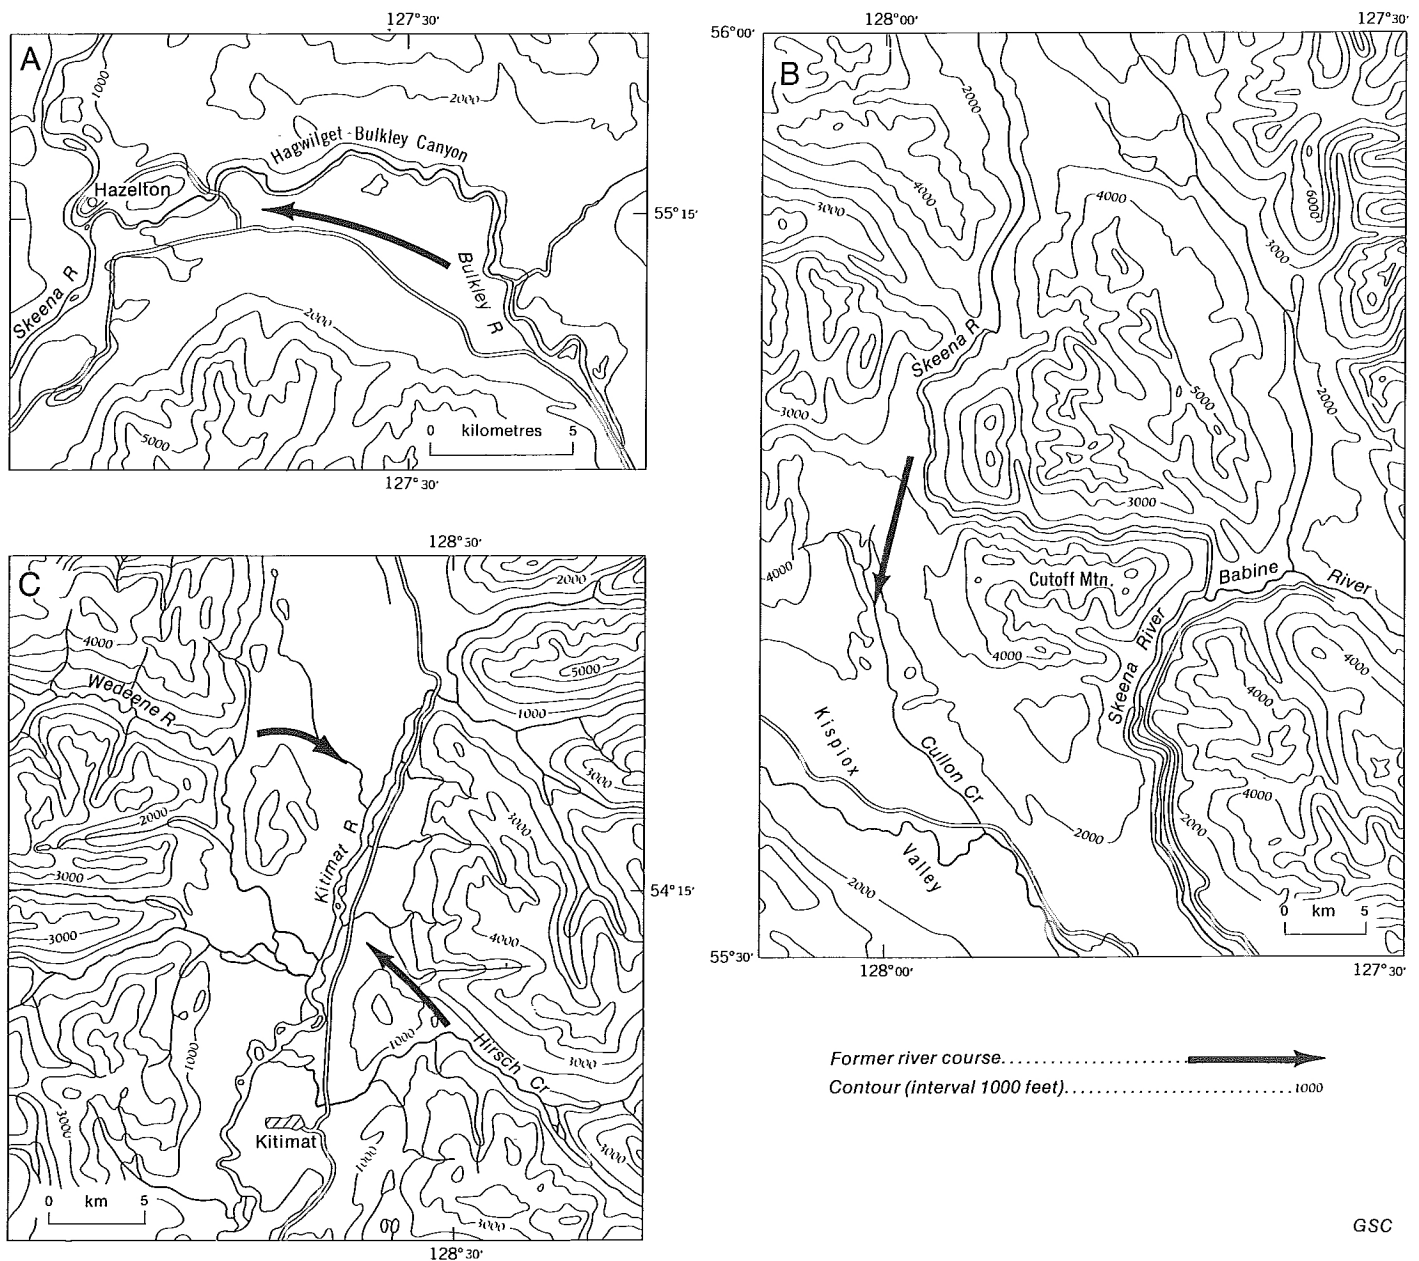 127°30′
A
1000
2000
Hagwilget - Bulkley Canyon
Hazelton
55°15′
Bulkley R
Skeena R
2000
5000
0 kilometres 5
127°30′
128°00′
127°30′
56°00′
B
2000
4000
3000
6000
4000
3000
Skeena R
5000
2000
3000
3000
4000
Cutoff Mtn.
Babine River
4000
Skeena River
4000
4000
Kispiox
Valley
Cullon Cr
4000
2000
2000
2000
0 km 5
55°30′
128°00′
127°30′
128°30′
C
2000
4000
5000
Wedeene R
1000
3000
2000
3000
Kitimat R
3000
54°15′
3000
4000
1000
Hirsch Cr
3000
1000
3000
Kitimat
1000
3000
0 km 5
3000
128°30′
Former river course
Contour (interval 1000 feet) 1000
GSC